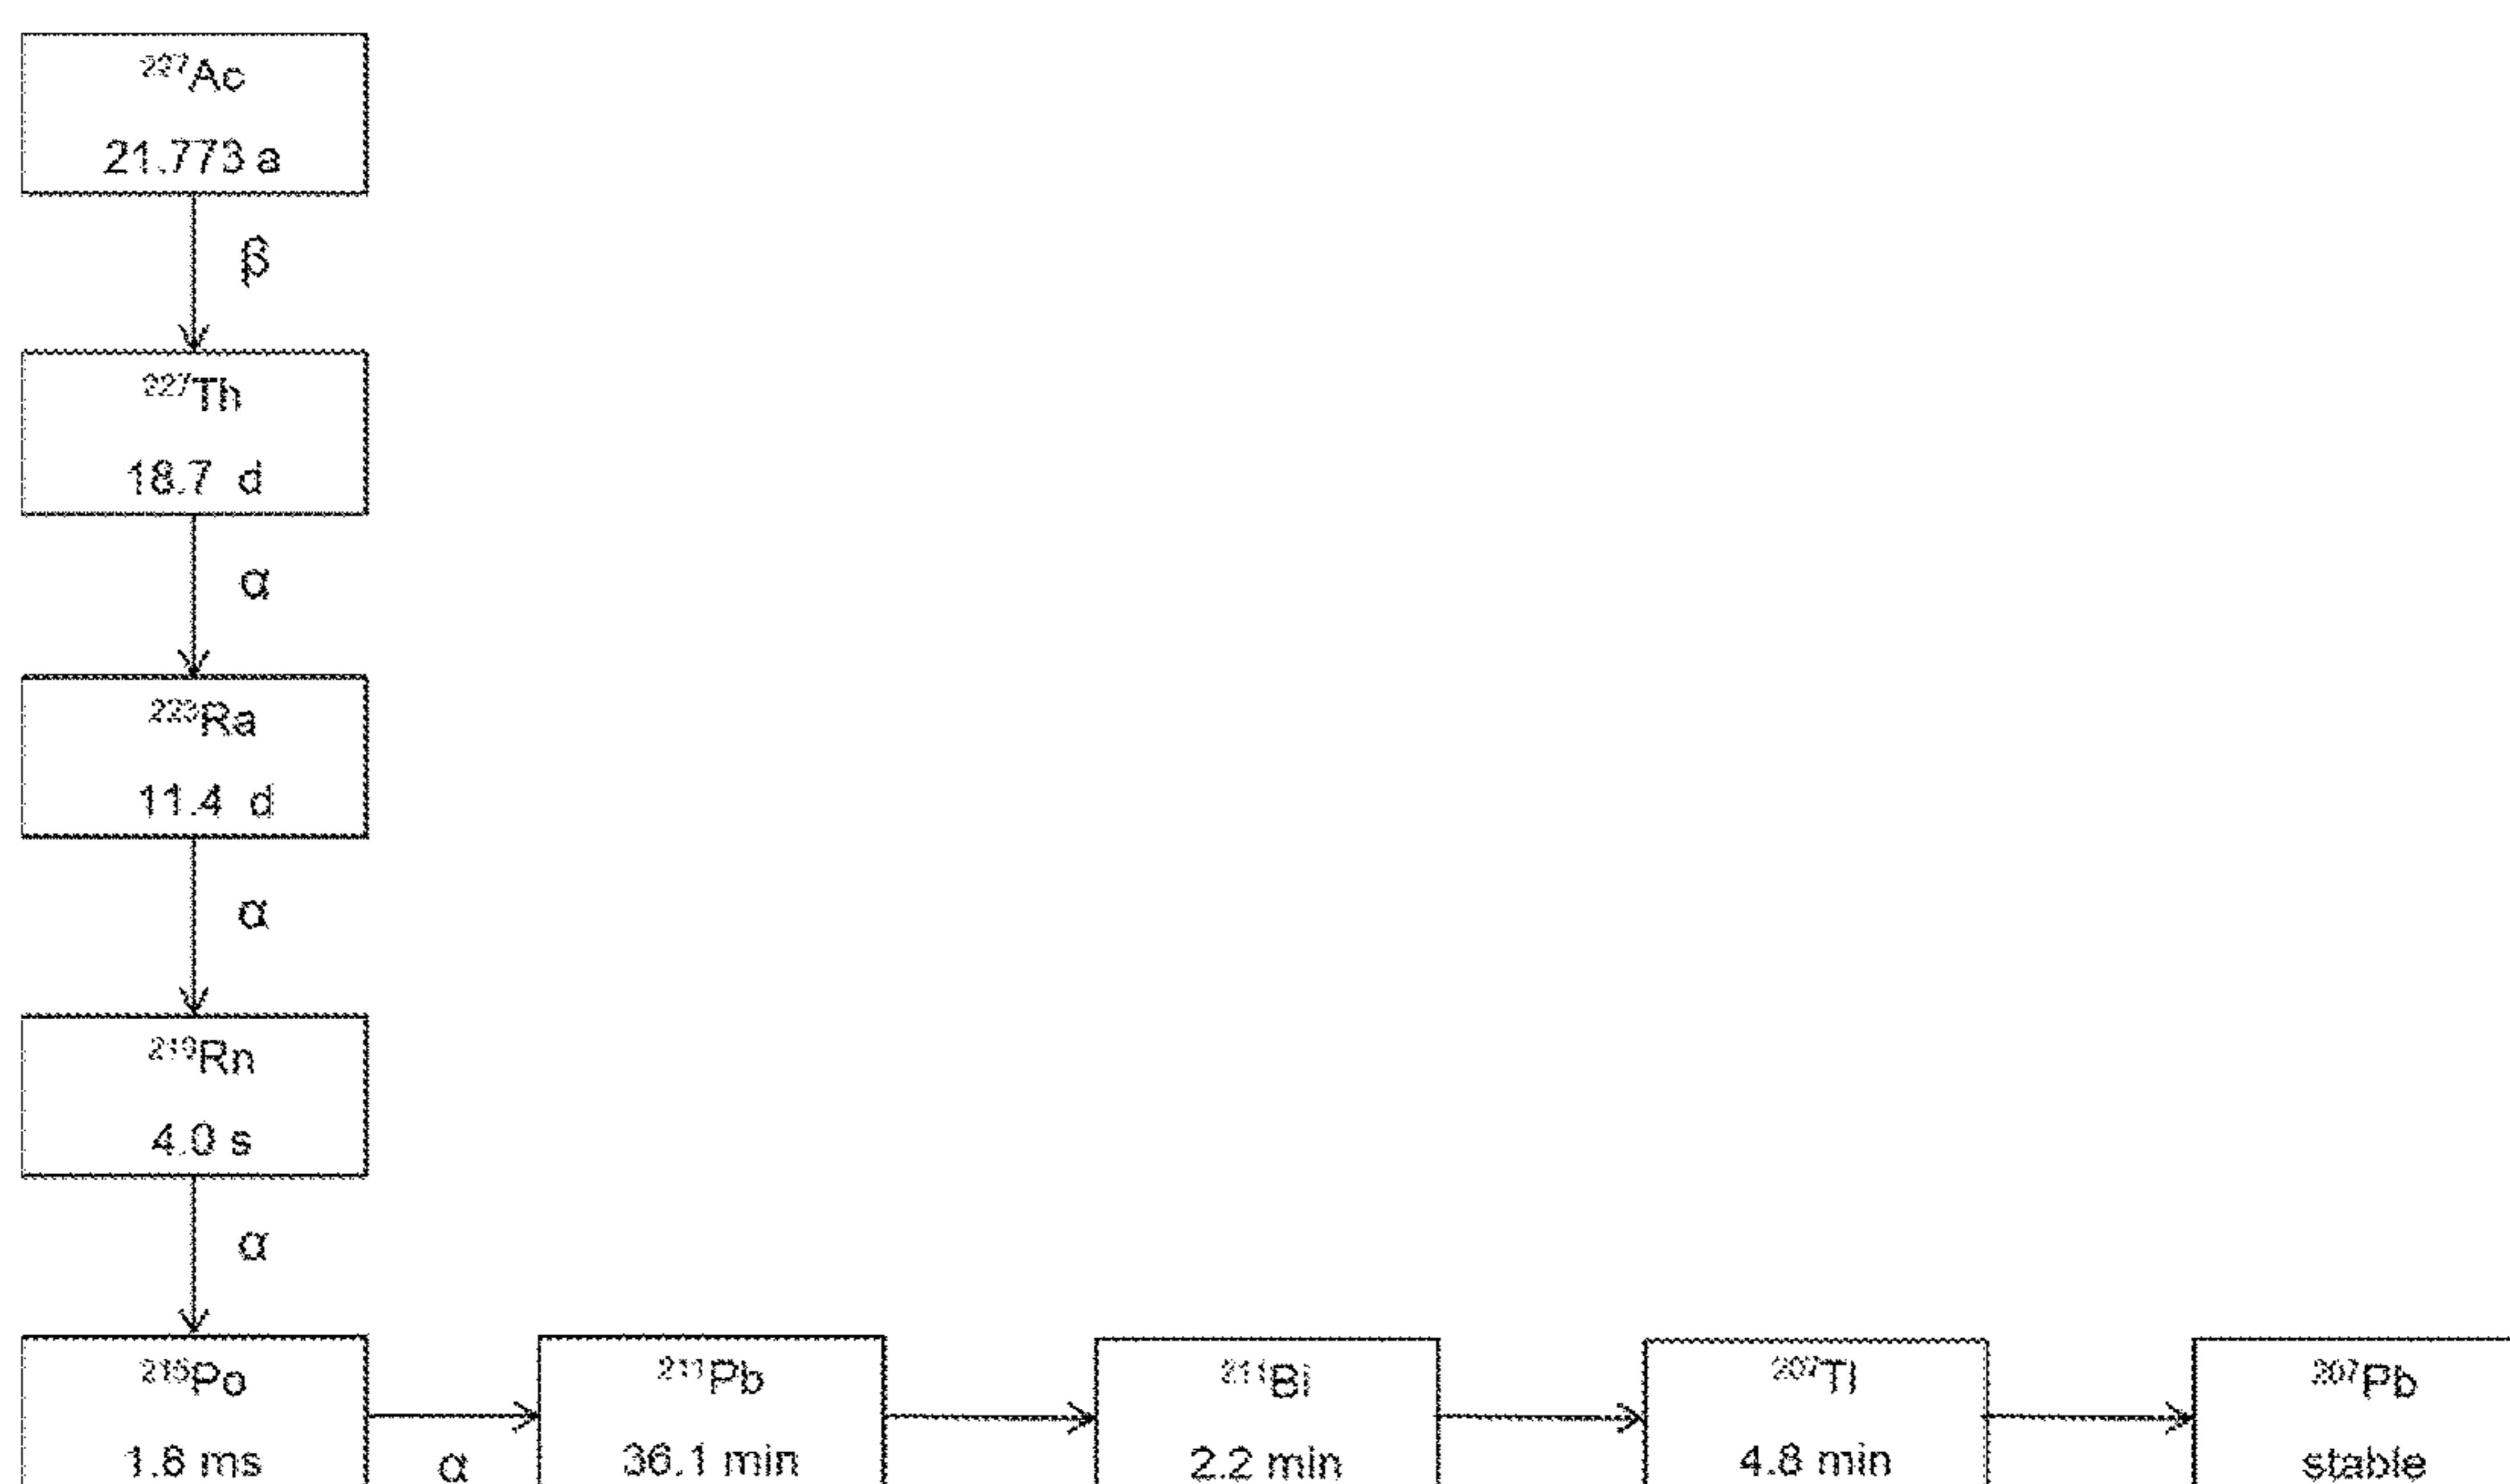 ²²⁷Ac
21.773 a
β
²²⁷Th
18.7 d
α
²²³Ra
11.4 d
α
²¹⁹Rn
4.0 s
α
²¹⁵Po
1.8 ms
α
²¹¹Pb
36.1 min
²¹¹Bi
2.2 min
²⁰⁷Tl
4.8 min
²⁰⁷Pb
stable